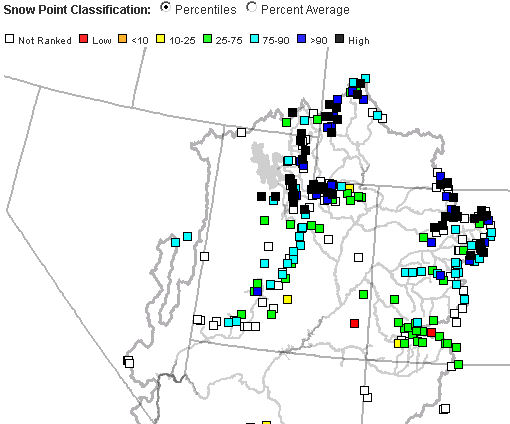 Snow Point Classification: Percentiles Percent Average
Not Ranked Low <10 10-25 25-75 75-90 >90 High